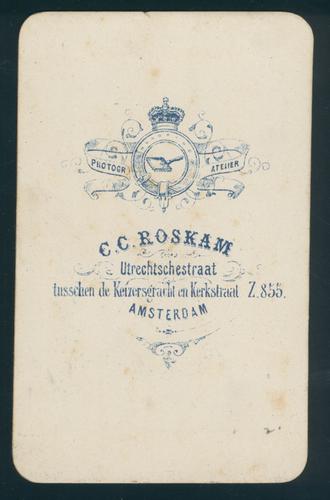 PHOTOGR ATELIER
C.C. ROSKAM
Utrechtschestraat
tusschen de Keizersgracht en Kerkstraat Z.855.
AMSTERDAM